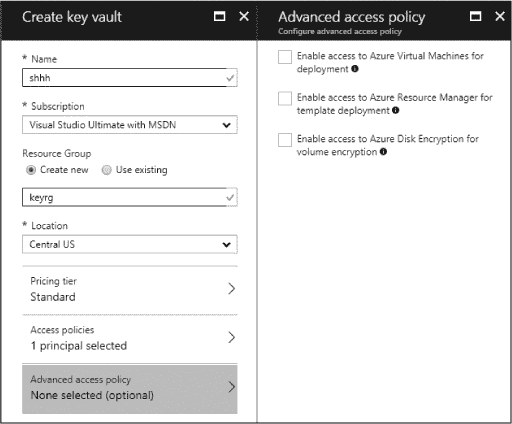 Create key vault
* Name
shhh
* Subscription
Visual Studio Ultimate with MSDN
Resource Group
Create new
Use existing
keyrg
* Location
Central US
Pricing tier
Standard
Access policies
1 principal selected
Advanced access policy
None selected (optional)
Advanced access policy
Configure advanced access policy
Enable access to Azure Virtual Machines for
deployment
Enable access to Azure Resource Manager for
template deployment
Enable access to Azure Disk Encryption for
volume encryption